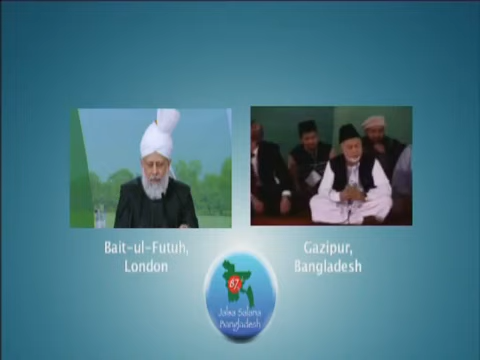 Bait-ul-Futuh,
London
Gazipur,
Bangladesh
87
Jalsa Salana
Bangladesh